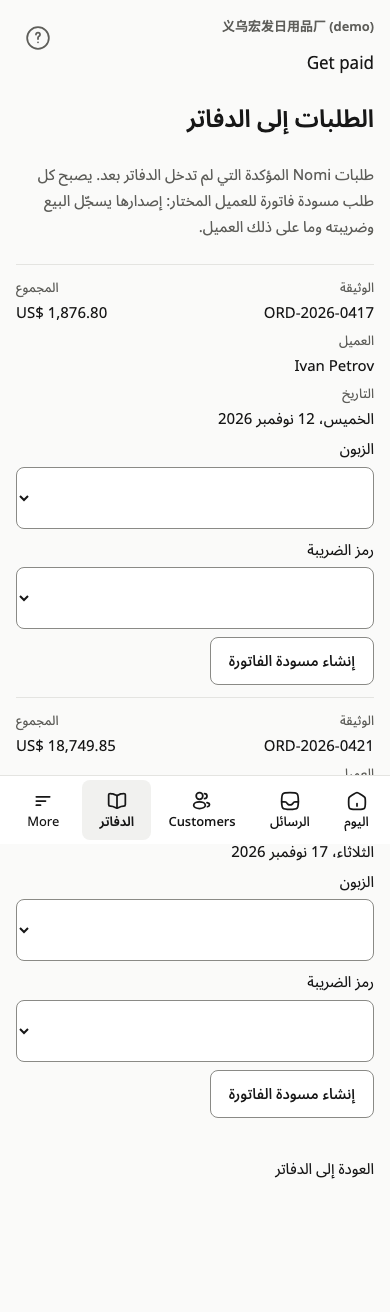 义乌宏发日用品厂 (demo)
Get paid
الطلبات إلى الدفاتر
طلبات Nomi المؤكدة التي لم تدخل الدفاتر بعد. يصبح كل
طلب مسودة فاتورة للعميل المختار: إصدارها يسجّل البيع
وضريبته وما على ذلك العميل.
الوثيقة
ORD-2026-0417
المجموع
US$ 1,876.80
العميل
Ivan Petrov
التاريخ
الخميس، 12 نوفمبر 2026
الزبون
رمز الضريبة
إنشاء مسودة الفاتورة
الوثيقة
ORD-2026-0421
المجموع
US$ 18,749.85
العميل
اليوم
الرسائل
Customers
الدفاتر
More
الثلاثاء، 17 نوفمبر 2026
الزبون
رمز الضريبة
إنشاء مسودة الفاتورة
العودة إلى الدفاتر